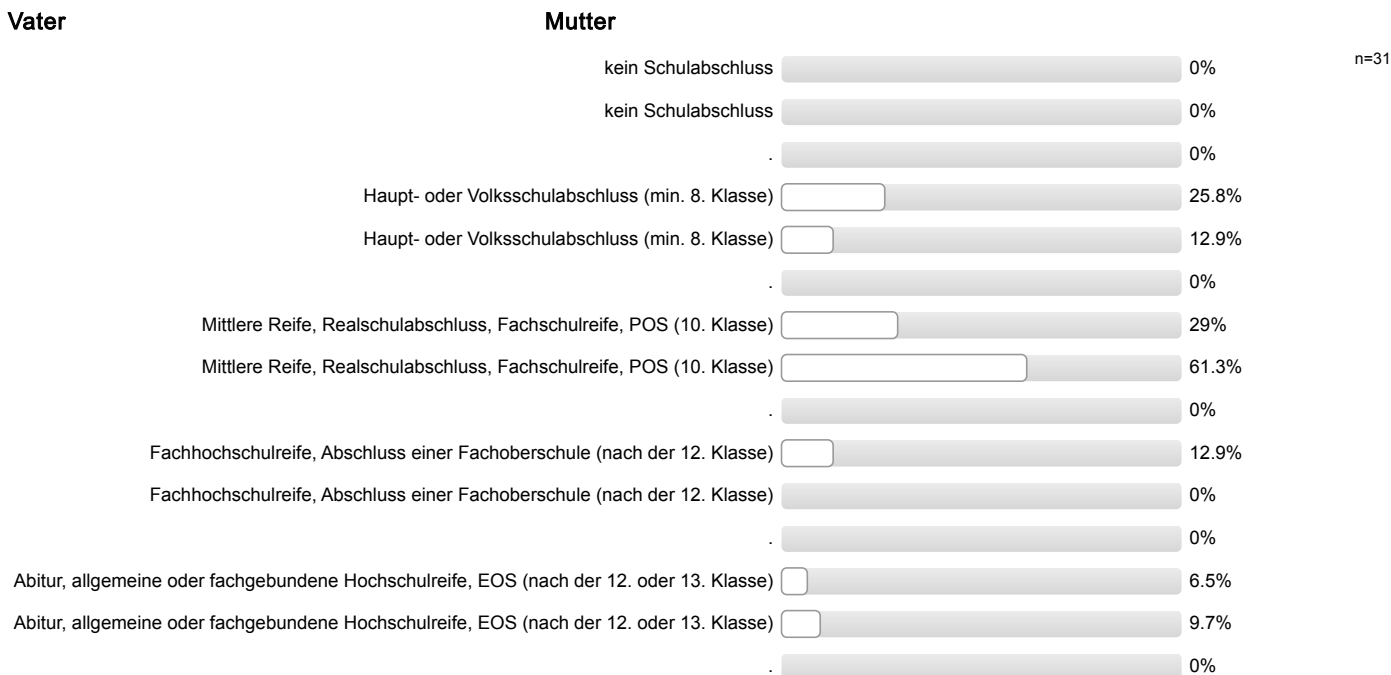 Vater Mutter
n=31
kein Schulabschluss 0%
kein Schulabschluss 0%
. 0%
Haupt- oder Volksschulabschluss (min. 8. Klasse) 25.8%
Haupt- oder Volksschulabschluss (min. 8. Klasse) 12.9%
. 0%
Mittlere Reife, Realschulabschluss, Fachschulreife, POS (10. Klasse) 29%
Mittlere Reife, Realschulabschluss, Fachschulreife, POS (10. Klasse) 61.3%
. 0%
Fachhochschulreife, Abschluss einer Fachoberschule (nach der 12. Klasse) 12.9%
Fachhochschulreife, Abschluss einer Fachoberschule (nach der 12. Klasse) 0%
. 0%
Abitur, allgemeine oder fachgebundene Hochschulreife, EOS (nach der 12. oder 13. Klasse) 6.5%
Abitur, allgemeine oder fachgebundene Hochschulreife, EOS (nach der 12. oder 13. Klasse) 9.7%
. 0%